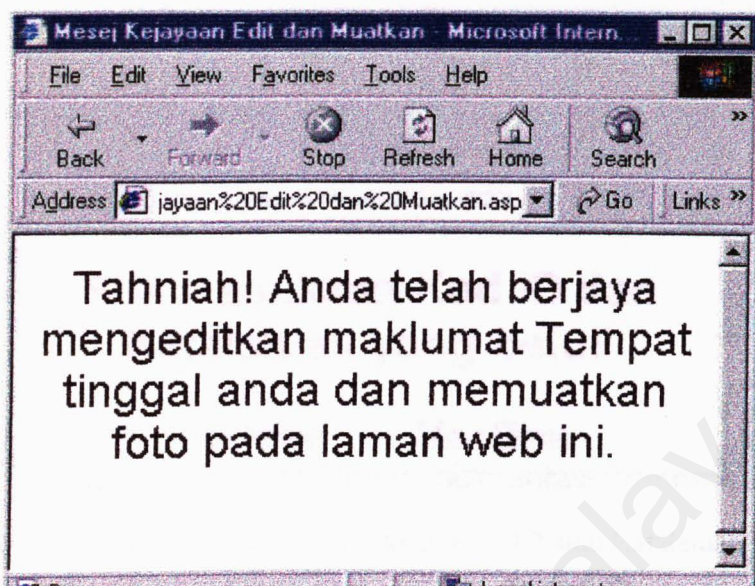 Mesej Kejayaan Edit dan Muatkan - Microsoft Intern
File Edit View Favorites Tools Help
»
Back Forward Stop Refresh Home Search
Address jayaan%20Edit%20dan%20Muatkan.asp Go Links »
Tahniah! Anda telah berjaya
mengeditkan maklumat Tempat
tinggal anda dan memuatkan
foto pada laman web ini.